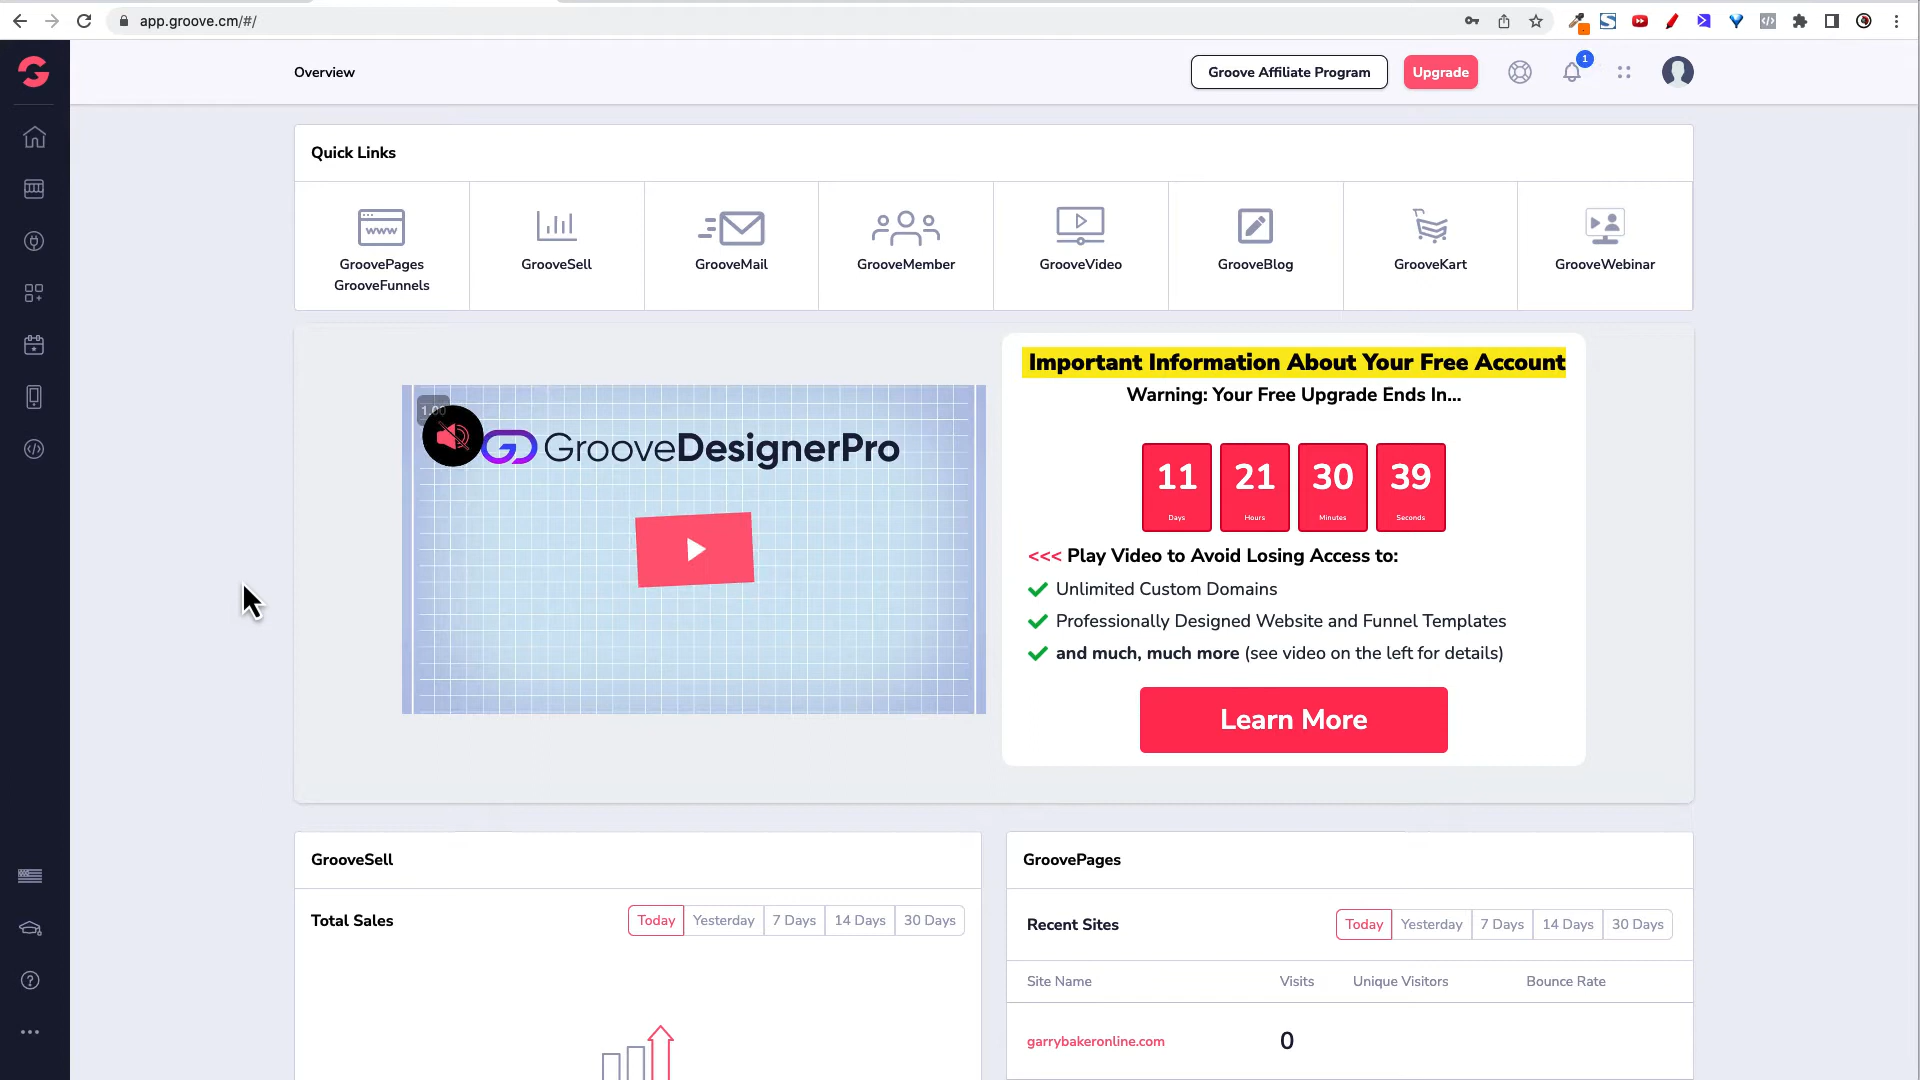 app.groove.cm/#/
Overview
Groove Affiliate Program
Upgrade
1
Quick Links
www
GroovePages
GrooveFunnels
GrooveSell
GrooveMail
GrooveMember
GrooveVideo
GrooveBlog
GrooveKart
GrooveWebinar
1.00
GrooveDesignerPro
Important Information About Your Free Account
Warning: Your Free Upgrade Ends In...
11 21 30 39
Days Hours Minutes Seconds
<<< Play Video to Avoid Losing Access to:
Unlimited Custom Domains
Professionally Designed Website and Funnel Templates
and much, much more (see video on the left for details)
Learn More
GrooveSell
Total Sales
Today Yesterday 7 Days 14 Days 30 Days
GroovePages
Recent Sites
Today Yesterday 7 Days 14 Days 30 Days
Site Name Visits Unique Visitors Bounce Rate
garrybakeronline.com 0